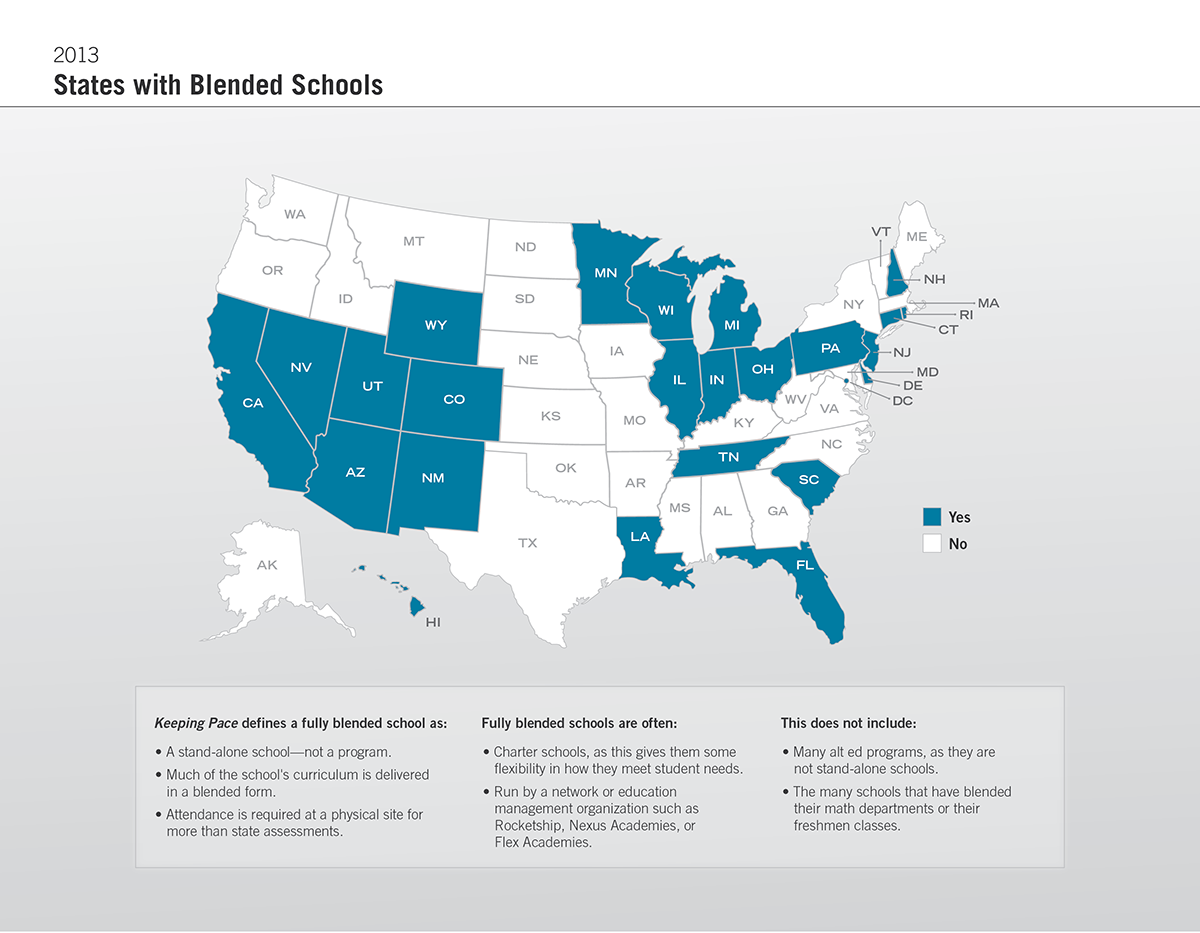 2013
States with Blended Schools
WA
MT
ND
MN
VT
ME
OR
ID
SD
WI
MI
NH
NY
MA
RI
CT
WY
IA
PA
NJ
NE
OH
MD
NV
UT
CO
IL
IN
DE
DC
CA
KS
MO
WV
VA
KY
NC
AZ
NM
OK
AR
TN
SC
MS
AL
GA
TX
LA
FL
AK
HI
Yes
No
Keeping Pace defines a fully blended school as:
• A stand-alone school—not a program.
• Much of the school's curriculum is delivered
in a blended form.
• Attendance is required at a physical site for
more than state assessments.
Fully blended schools are often:
• Charter schools, as this gives them some
flexibility in how they meet student needs.
• Run by a network or education
management organization such as
Rocketship, Nexus Academies, or
Flex Academies.
This does not include:
• Many alt ed programs, as they are
not stand-alone schools.
• The many schools that have blended
their math departments or their
freshmen classes.